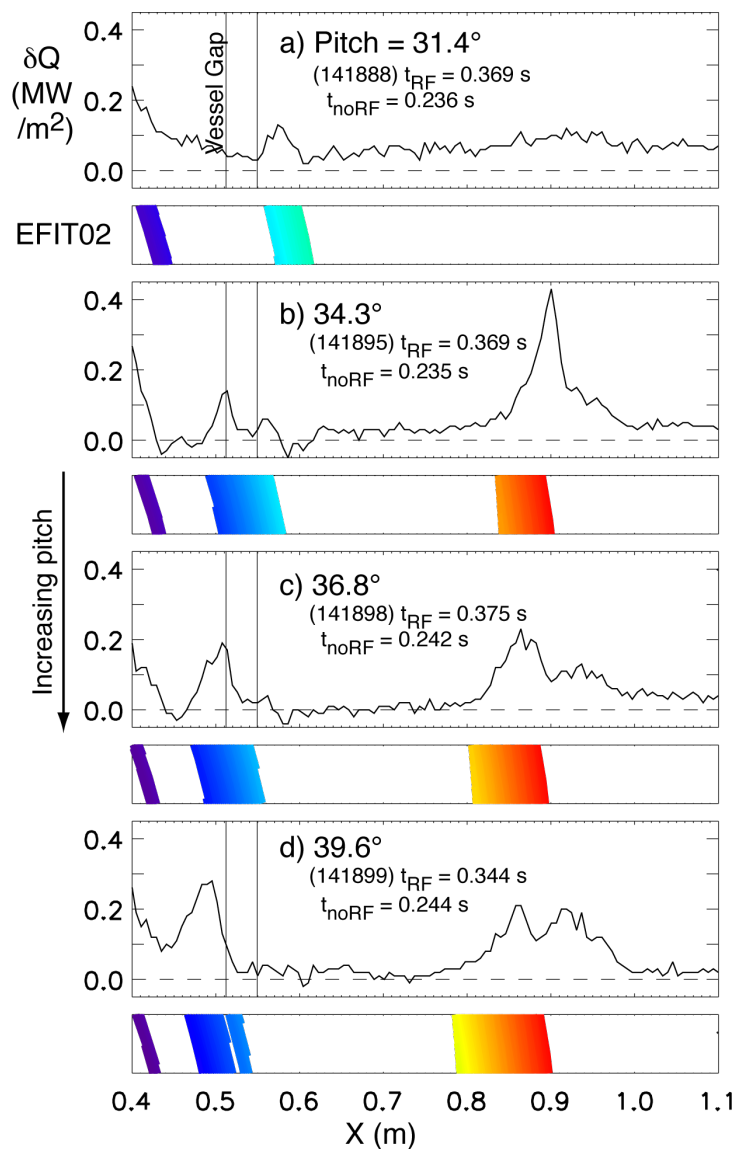 0.4
δQ
(MW
/m2)
0.2
0.0
Vessel Gap
a) Pitch = 31.4°
(141888) tRF = 0.369 s
tnoRF = 0.236 s
EFIT02
0.4
0.2
0.0
b) 34.3°
(141895) tRF = 0.369 s
tnoRF = 0.235 s
Increasing pitch
0.4
0.2
0.0
c) 36.8°
(141898) tRF = 0.375 s
tnoRF = 0.242 s
0.4
0.2
0.0
d) 39.6°
(141899) tRF = 0.344 s
tnoRF = 0.244 s
0.4 0.5 0.6 0.7 0.8 0.9 1.0 1.1
X (m)